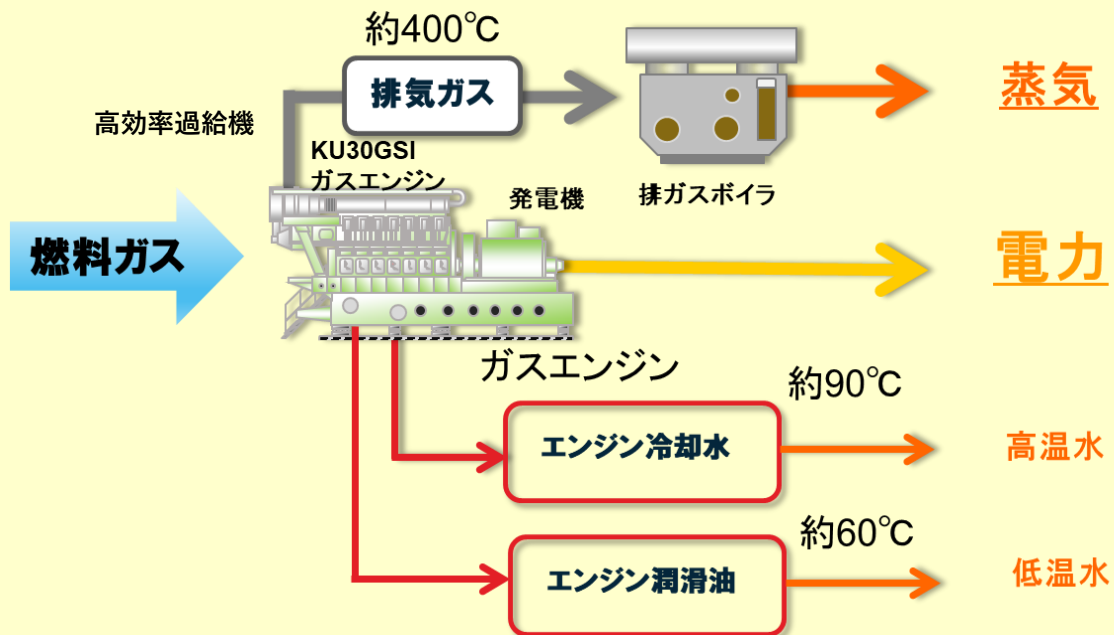 約400℃
排気ガス
蒸気
高効率過給機
KU30GSI
ガスエンジン
発電機
排ガスボイラ
燃料ガス
電力
ガスエンジン
約90℃
エンジン冷却水
高温水
約60℃
エンジン潤滑油
低温水